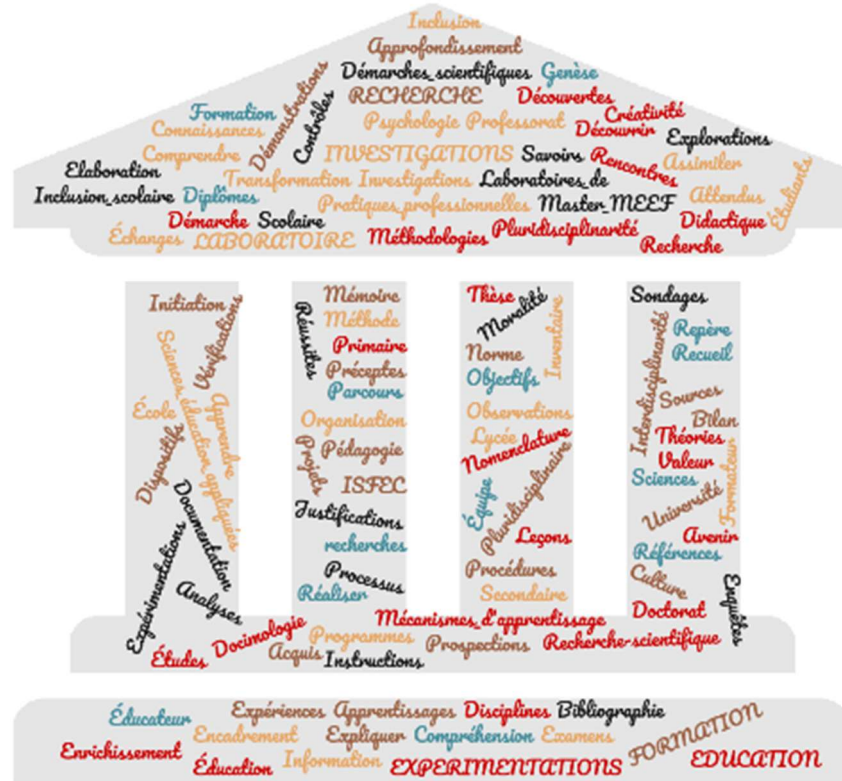 Inclusion
Approfondissement
Démarches_scientifiques
Genèse
Démonstrations
Contrôles
RECHERCHE
Découvertes
Formation
Connaissances
Psychologie
Professorat
Créativité
Découvrir
Explorations
Comprendre
INVESTIGATIONS
Savoirs
Rencontres
Assimiler
Elaboration
Transformation
Investigations
Laboratoires_de
Étudiants
Inclusion_scolaire
Diplômes
Pratiques_professionnelles
Master_MEEF
Attendus
Démarche
Scolaire
Pluridisciplinarité
Didactique
Échanges
LABORATOIRE
Méthodologies
Recherche
Initiation
Vérifications
Sciences_éducation_appliquées
École
Apprendre
Dispositifs
Documentation
Expérimentations
Analyses
Mémoire
Réussites
Méthode
Primaire
Préceptes
Parcours
Organisation
Projets
Pédagogie
ISFEC
Justifications
recherches
Processus
Réaliser
Thèse
Moralité
Inventaire
Norme
Objectifs
Observations
Lycée
Nomenclature
Équipe
Pluridisciplinaire
Leçons
Procédures
Secondaire
Sondages
Interdisciplinarité
Repère
Recueil
Sources
Bilan
Théories
Valeur
Sciences
Formateur
Université
Avenir
Références
Culture
Enquêtes
Doctorat
Études
Docimologie
Mécanismes_d'apprentissage
Programmes
Acquis
Instructions
Prospections
Recherche-scientifique
Éducateur
Expériences
Apprentissages
Disciplines
Bibliographie
Enrichissement
Encadrement
Expliquer
Compréhension
Examens
FORMATION
Éducation
Information
EXPERIMENTATIONS
EDUCATION